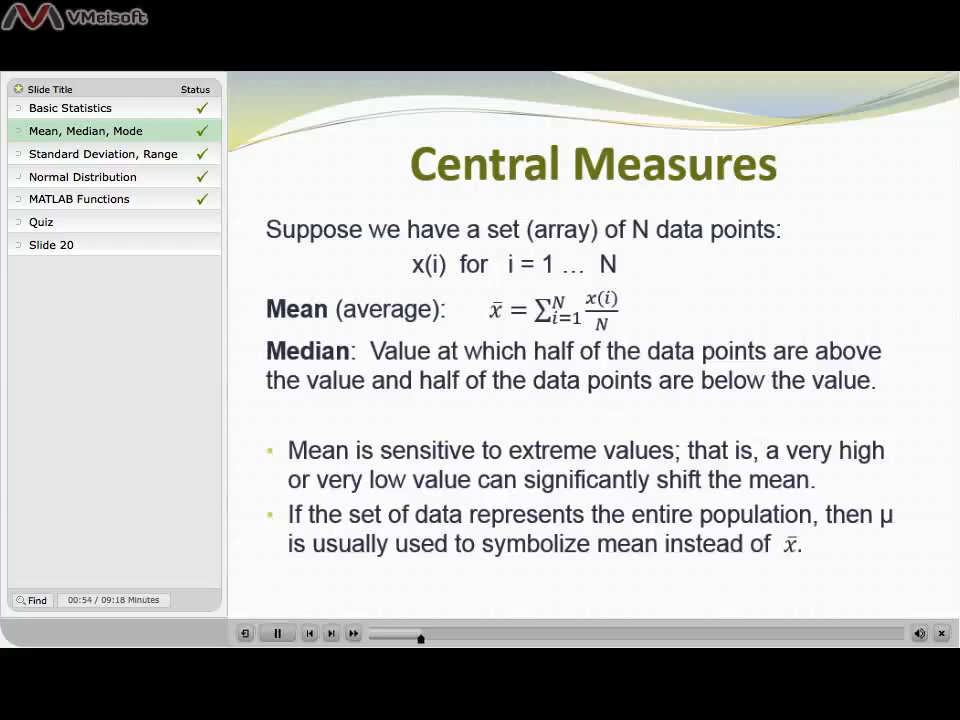 VMeisoft
Slide Title Status
Basic Statistics
Mean, Median, Mode
Standard Deviation, Range
Normal Distribution
MATLAB Functions
Quiz
Slide 20
Find 00:54 / 09:18 Minutes
Central Measures
Suppose we have a set (array) of N data points:
x(i) for i = 1 … N
Mean (average): x̄ = ∑_{i=1}^{N} x(i)/N
Median: Value at which half of the data points are above
the value and half of the data points are below the value.
Mean is sensitive to extreme values; that is, a very high
or very low value can significantly shift the mean.
If the set of data represents the entire population, then μ
is usually used to symbolize mean instead of x̄.